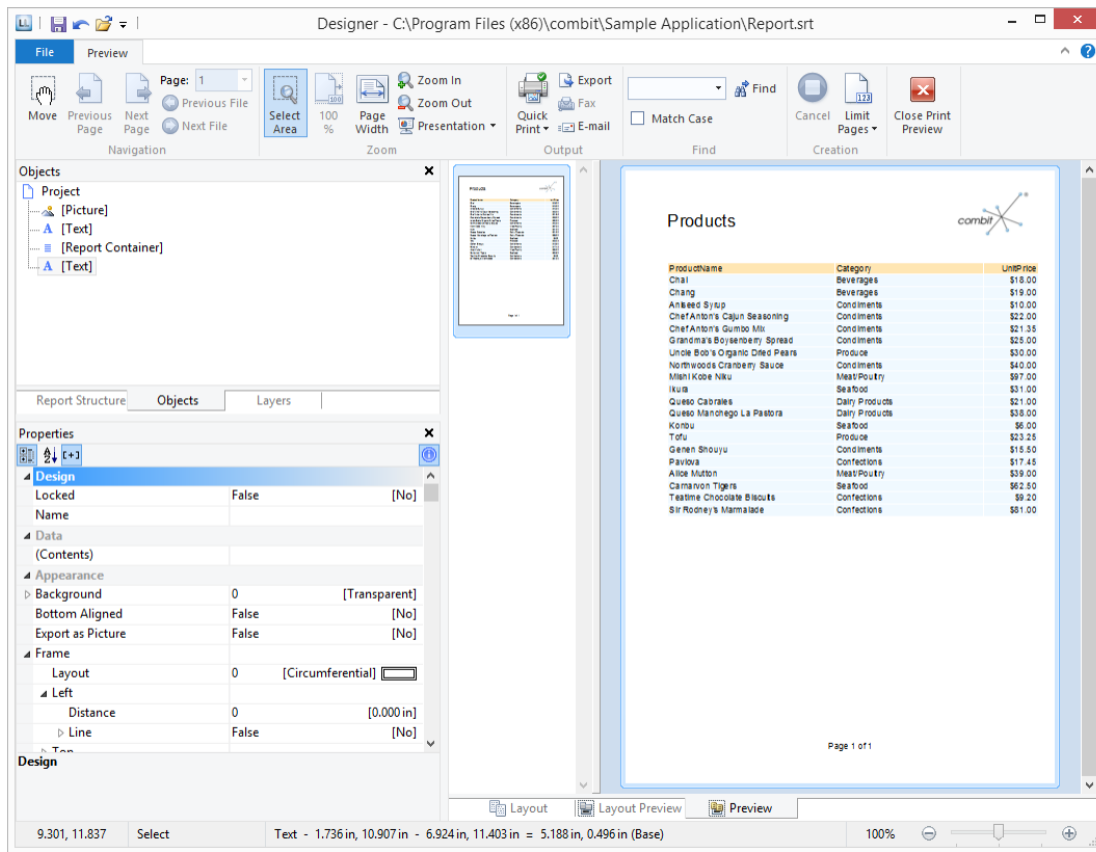 Designer - C:\Program Files (x86)\combit\Sample Application\Report.srt
File Preview
Move
Previous Page
Next Page
Page: 1
Previous File
Next File
Navigation
Select Area
100 %
Page Width
Zoom In
Zoom Out
Presentation
Zoom
Quick Print
Export
Fax
E-mail
Output
Find
Match Case
Find
Cancel
Limit Pages
Creation
Close Print Preview
Objects
Project
[Picture]
[Text]
[Report Container]
[Text]
Report Structure Objects Layers
Properties
Design
Locked False [No]
Name
Data
(Contents)
Appearance
Background 0 [Transparent]
Bottom Aligned False [No]
Export as Picture False [No]
Frame
Layout 0 [Circumferential]
Left
Distance 0 [0.000 in]
Line False [No]
Top
Design
Products
combit
ProductName Category UnitPrice
Chai Beverages $18.00
Chang Beverages $19.00
Aniseed Syrup Condiments $10.00
Chef Anton's Cajun Seasoning Condiments $22.00
Chef Anton's Gumbo Mix Condiments $21.35
Grandma's Boysenberry Spread Condiments $25.00
Uncle Bob's Organic Dried Pears Produce $30.00
Northwoods Cranberry Sauce Condiments $40.00
Mishi Kobe Niku Meat/Poultry $97.00
Ikura Seafood $31.00
Queso Cabrales Dairy Products $21.00
Queso Manchego La Pastora Dairy Products $38.00
Konbu Seafood $6.00
Tofu Produce $23.25
Genen Shouyu Condiments $15.50
Pavlova Confections $17.45
Alice Mutton Meat/Poultry $39.00
Carnarvon Tigers Seafood $62.50
Teatime Chocolate Biscuits Confections $9.20
Sir Rodney's Marmalade Confections $81.00
Page 1 of 1
Layout Layout Preview Preview
9.301, 11.837 Select Text - 1.736 in, 10.907 in - 6.924 in, 11.403 in = 5.188 in, 0.496 in (Base) 100%